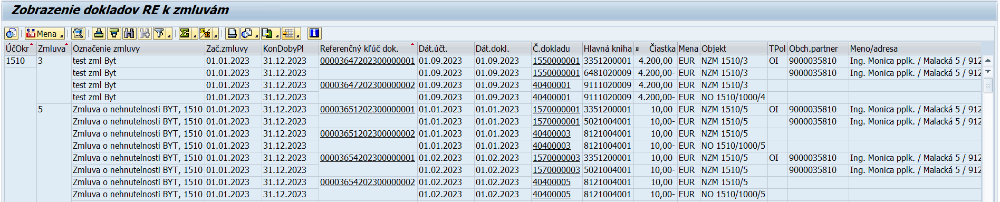 Zobrazenie dokladov RE k zmluvám
Mena
ÚčOkr Zmluva Označenie zmluvy Zač.zmluvy KonDobyPl Referenčný kľúč dok. Dát.účt. Dát.dokl. Č.dokladu Hlavná kniha Σ Čiastka Mena Objekt TPol Obch.partner Meno/adresa
1510 3 test zml Byt 01.01.2023 31.12.2023 00003647202300000001 01.09.2023 01.09.2023 1550000001 3351200001 4.200,00 EUR NZM 1510/3 OI 9000035810 Ing. Monica pplk. / Malacká 5 / 912
test zml Byt 01.01.2023 31.12.2023 01.09.2023 01.09.2023 1550000001 6481020009 4.200,00- EUR NZM 1510/3 9000035810 Ing. Monica pplk. / Malacká 5 / 912
test zml Byt 01.01.2023 31.12.2023 00003647202300000002 01.09.2023 01.09.2023 40400001 9111020009 4.200,00 EUR NZM 1510/3
test zml Byt 01.01.2023 31.12.2023 01.09.2023 01.09.2023 40400001 9111020009 4.200,00- EUR NO 1510/1000/4
5 Zmluva o nehnutelnosti BYT, 1510 01.01.2023 31.12.2023 00003651202300000001 01.01.2023 01.01.2023 1570000001 3351200001 10,00 EUR NZM 1510/5 OI 9000035810 Ing. Monica pplk. / Malacká 5 / 912
Zmluva o nehnutelnosti BYT, 1510 01.01.2023 31.12.2023 01.01.2023 01.01.2023 1570000001 5021004001 10,00- EUR NZM 1510/5 9000035810 Ing. Monica pplk. / Malacká 5 / 912
Zmluva o nehnutelnosti BYT, 1510 01.01.2023 31.12.2023 00003651202300000002 01.01.2023 01.01.2023 40400003 8121004001 10,00 EUR NZM 1510/5
Zmluva o nehnutelnosti BYT, 1510 01.01.2023 31.12.2023 01.01.2023 01.01.2023 40400003 8121004001 10,00- EUR NO 1510/1000/5
Zmluva o nehnutelnosti BYT, 1510 01.01.2023 31.12.2023 00003654202300000001 01.02.2023 01.02.2023 1570000003 3351200001 10,00 EUR NZM 1510/5 OI 9000035810 Ing. Monica pplk. / Malacká 5 / 912
Zmluva o nehnutelnosti BYT, 1510 01.01.2023 31.12.2023 01.02.2023 01.02.2023 1570000003 5021004001 10,00- EUR NZM 1510/5 9000035810 Ing. Monica pplk. / Malacká 5 / 912
Zmluva o nehnutelnosti BYT, 1510 01.01.2023 31.12.2023 00003654202300000002 01.02.2023 01.02.2023 40400005 8121004001 10,00 EUR NZM 1510/5
Zmluva o nehnutelnosti BYT, 1510 01.01.2023 31.12.2023 01.02.2023 01.02.2023 40400005 8121004001 10,00- EUR NO 1510/1000/5